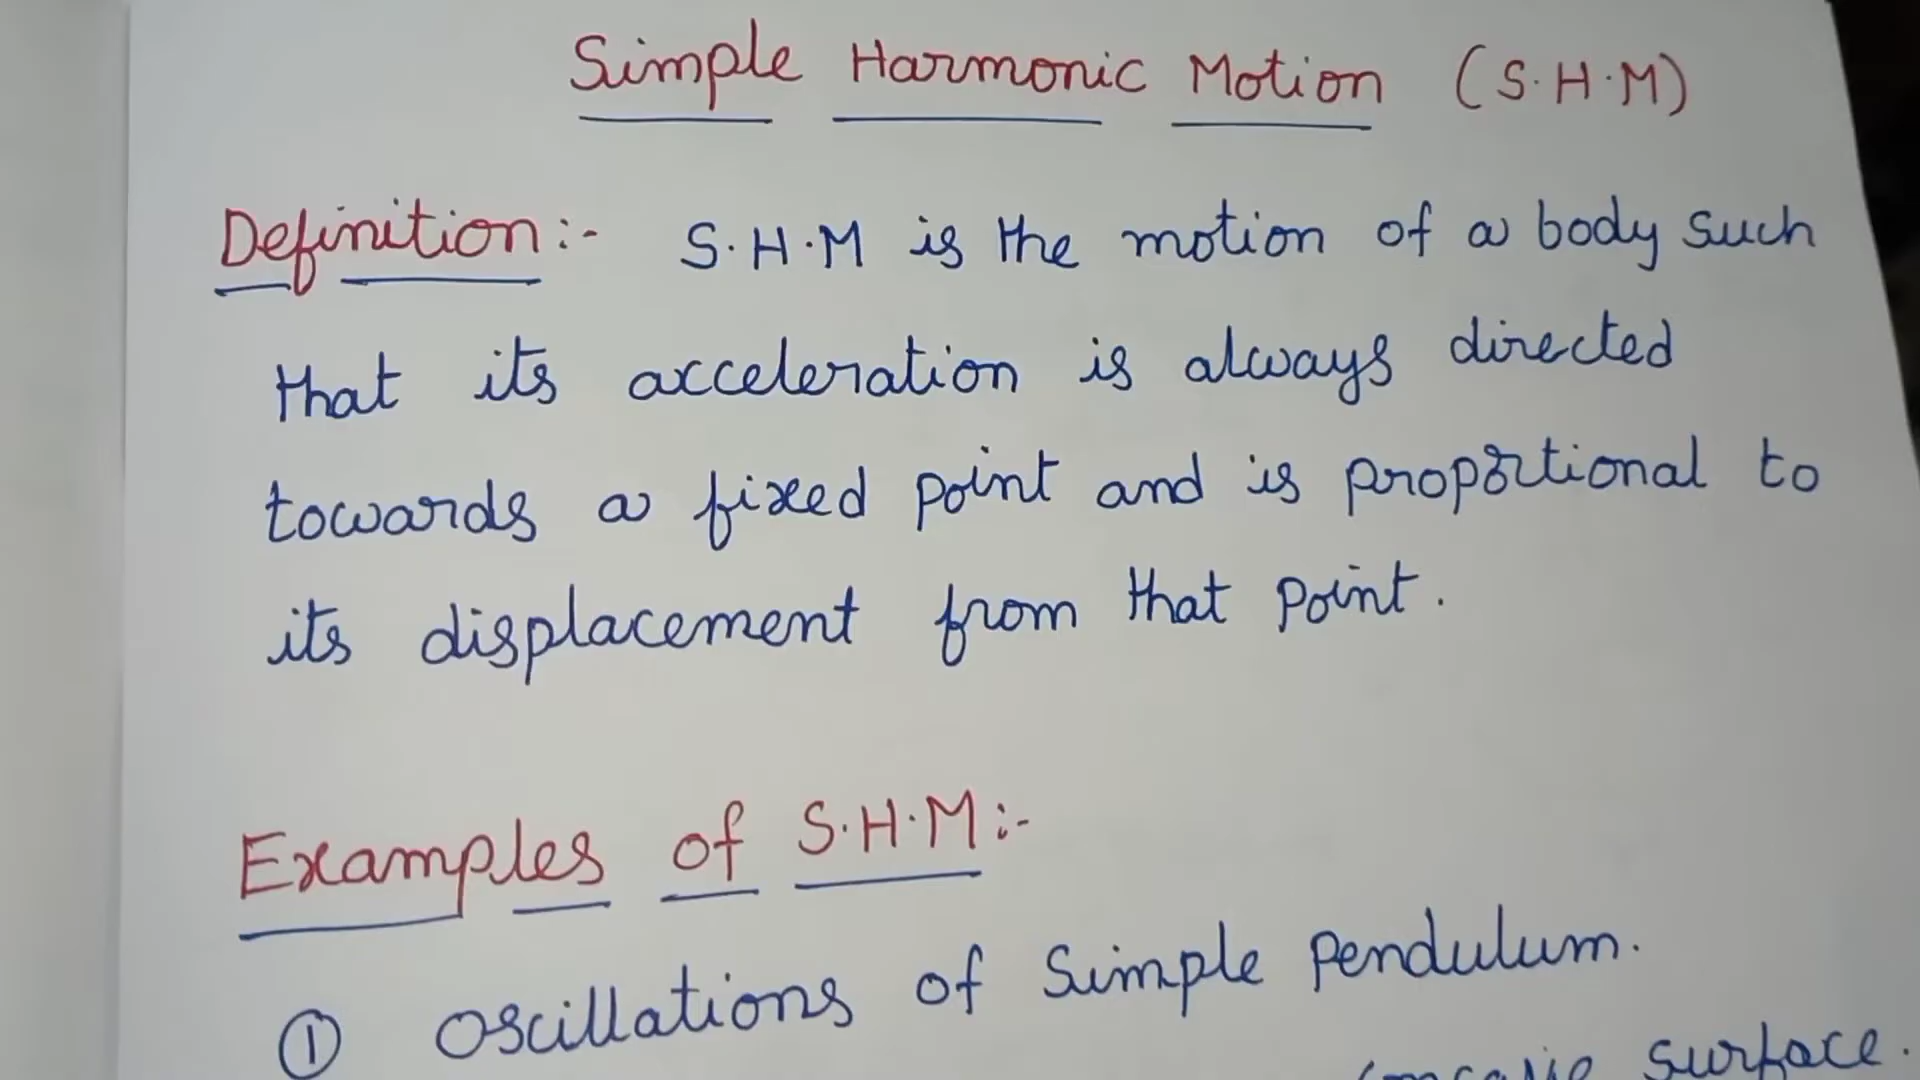 Simple Harmonic Motion (S.H.M)
Definition:- S.H.M is the motion of a body such
that its acceleration is always directed
towards a fixed point and is proportional to
its displacement from that point.
Examples of S.H.M:-
① Oscillations of Simple Pendulum.
surface.